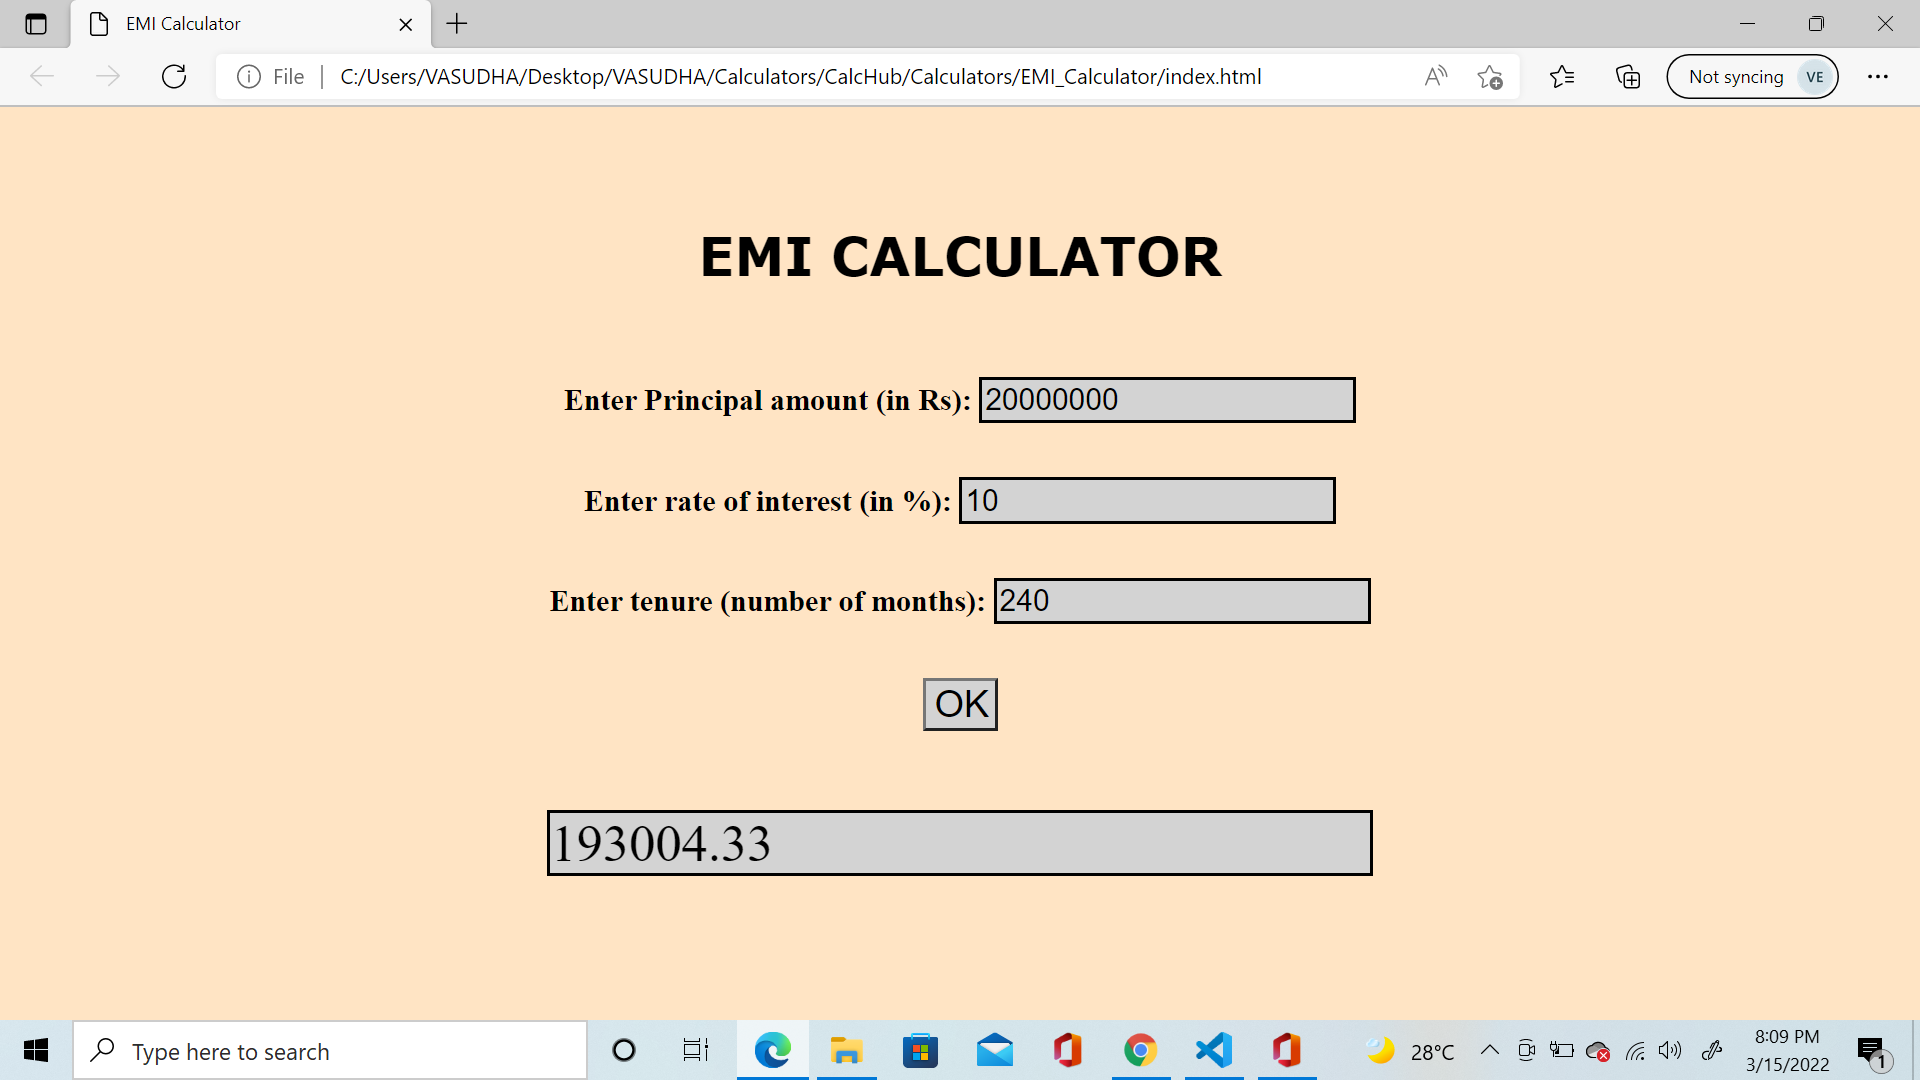 EMI Calculator
File
C:/Users/VASUDHA/Desktop/VASUDHA/Calculators/CalcHub/Calculators/EMI_Calculator/index.html
Not syncing VE
EMI CALCULATOR
Enter Principal amount (in Rs): 20000000
Enter rate of interest (in %): 10
Enter tenure (number of months): 240
OK
193004.33
Type here to search
28°C
8:09 PM
3/15/2022
1